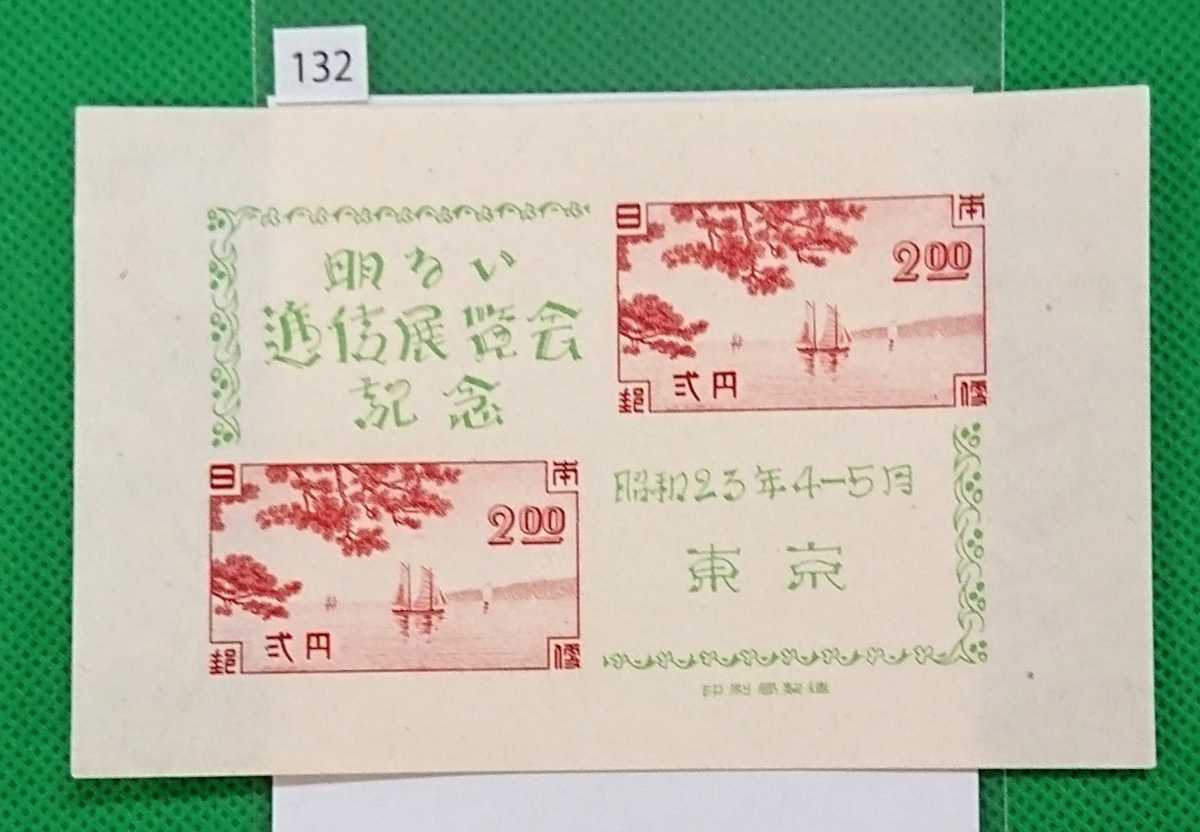 132
明るい
逓信展覧会
記念
日本
2.00
弐円
郵便
日本
2.00
弐円
郵便
昭和23年4-5月
東京
印刷局製造